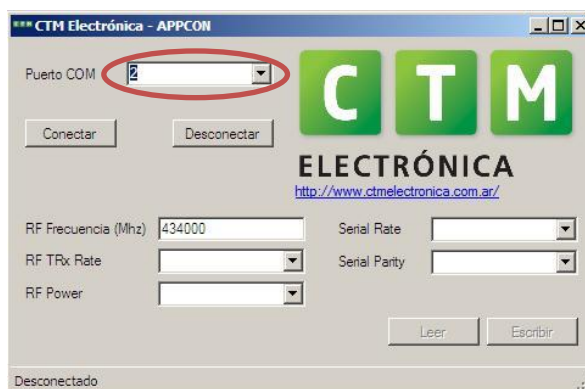 CTM Electrónica - APPCON
Puerto COM 2
Conectar Desconectar
CTM
ELECTRÓNICA
http://www.ctmelectronica.com.ar/
RF Frecuencia (Mhz) 434000 Serial Rate
RF TRx Rate Serial Parity
RF Power
Leer Escribir
Desconectado